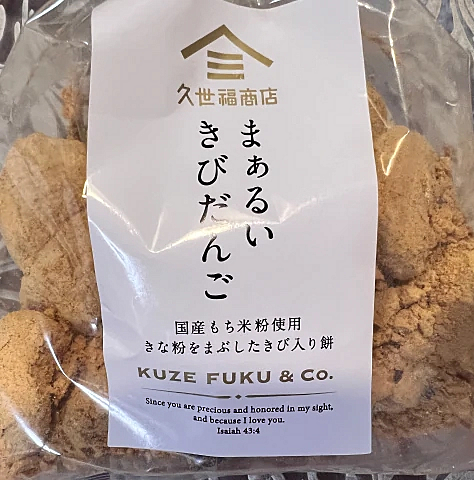 久世福商店
まぁるい
きびだんご
国産もち米粉使用
きな粉をまぶしたきび入り餅
KUZE FUKU & Co.
Since you are precious and honored in my sight,
and because I love you.
Isaiah 43:4